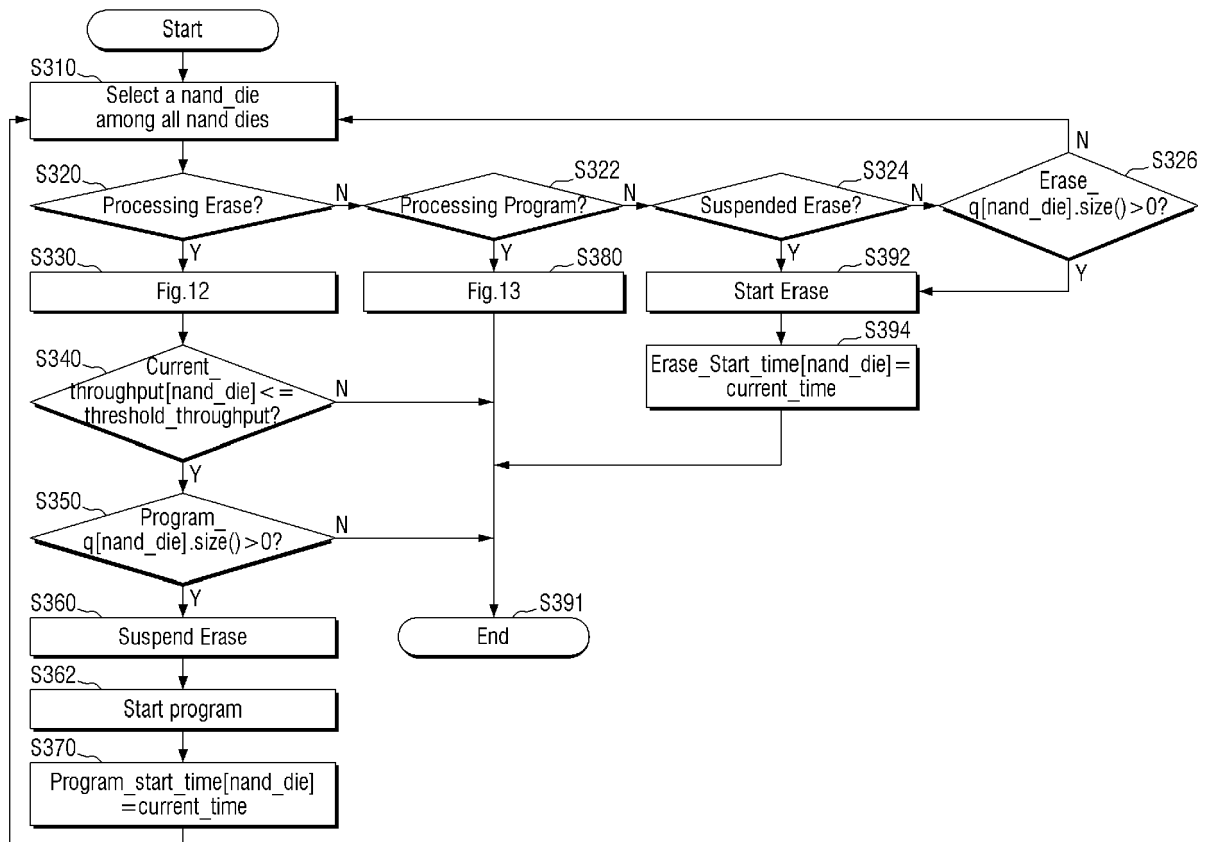 Start
S310
Select a nand_die
among all nand dies
S320
Processing Erase?
N
Y
S322
Processing Program?
N
Y
S324
Suspended Erase?
N
Y
N
S326
Erase_
q[nand_die].size()>0?
Y
S330
Fig.12
S380
Fig.13
S392
Start Erase
S394
Erase_Start_time[nand_die]=
current_time
S340
Current_
throughput[nand_die]<=
threshold_throughput?
N
Y
S350
Program_
q[nand_die].size()>0?
N
Y
S360
Suspend Erase
S391
End
S362
Start program
S370
Program_start_time[nand_die]
=current_time